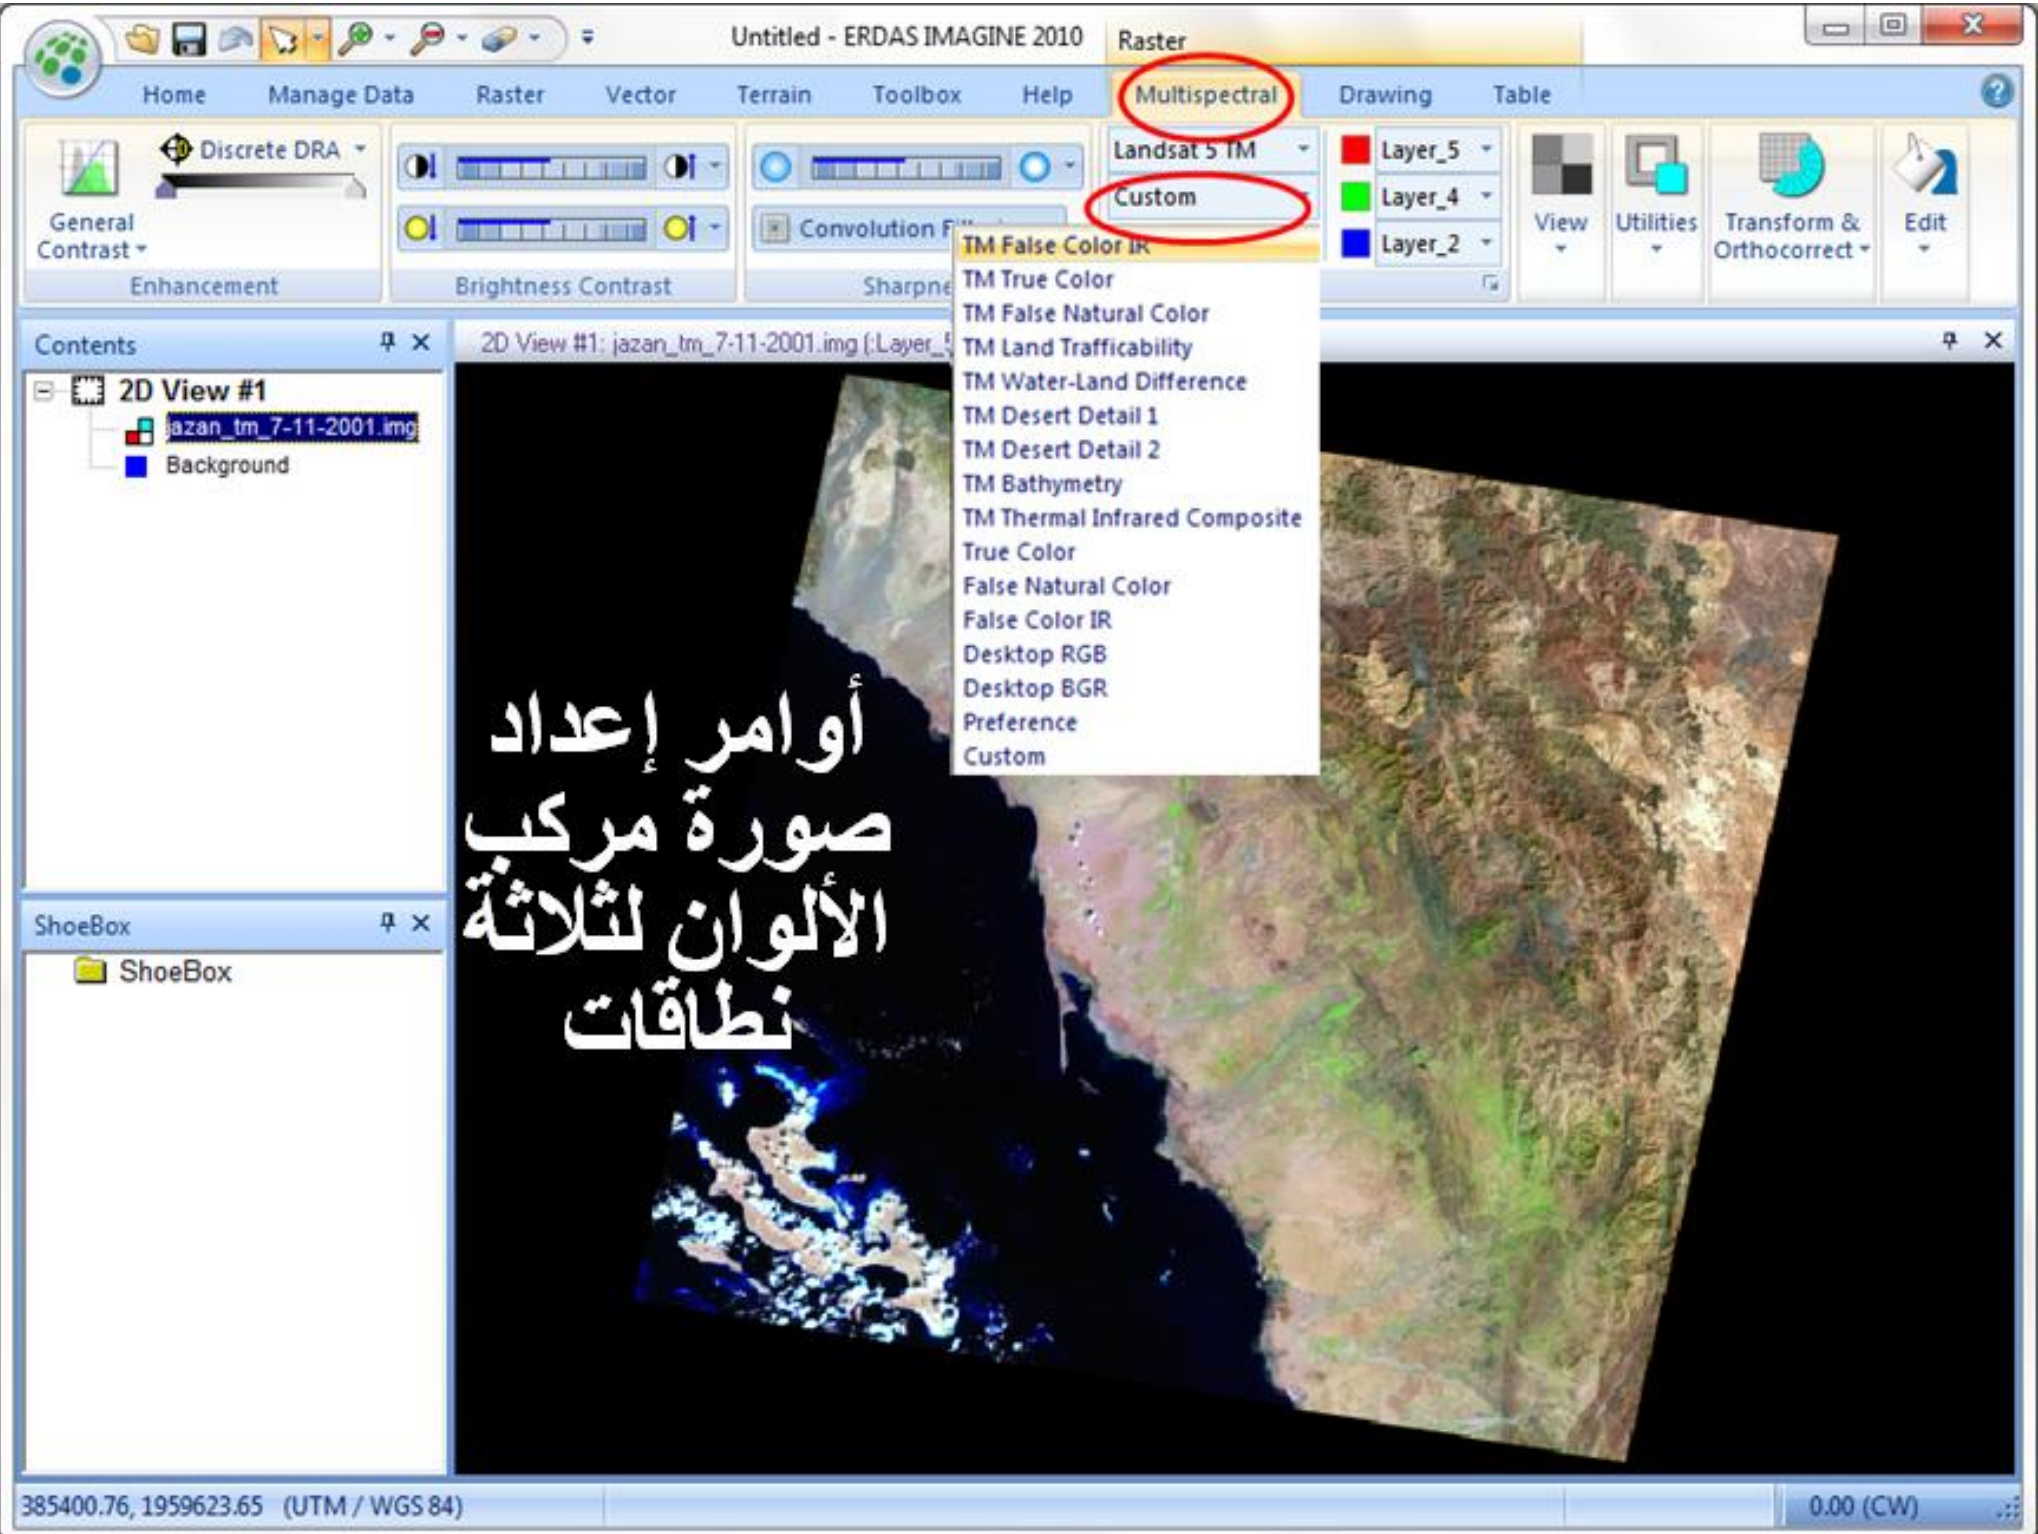 Untitled - ERDAS IMAGINE 2010
Raster
Home Manage Data Raster Vector Terrain Toolbox Help Multispectral Drawing Table
Discrete DRA
General
Contrast
Enhancement
Brightness Contrast
Convolution
Landsat 5 TM
Custom
Layer_5
Layer_4
Layer_2
View
Utilities
Transform &
Orthocorrect
Edit
TM False Color IR
TM True Color
TM False Natural Color
TM Land Trafficability
TM Water-Land Difference
TM Desert Detail 1
TM Desert Detail 2
TM Bathymetry
TM Thermal Infrared Composite
True Color
False Natural Color
False Color IR
Desktop RGB
Desktop BGR
Preference
Custom
Contents
2D View #1
jazan_tm_7-11-2001.img
Background
ShoeBox
ShoeBox
2D View #1: jazan_tm_7-11-2001.img (:Layer_
أوامر إعداد
صورة مركب
الألوان لثلاثة
نطاقات
385400.76, 1959623.65 (UTM / WGS 84)
0.00 (CW)